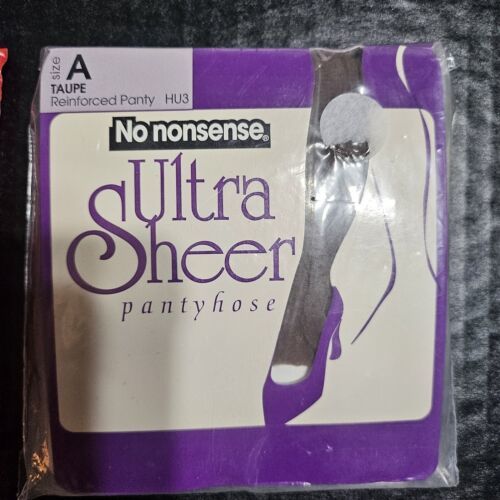 size A
TAUPE
Reinforced Panty HU3
No nonsense®
Ultra
Sheer
pantyhose